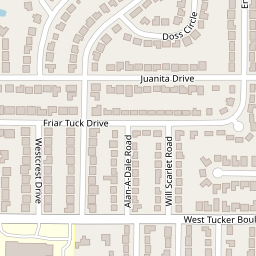 Doss Circle
Juanita Drive
Friar Tuck Drive
Westcrest Drive
Alan-A-Dale Road
Will Scarlet Road
West Tucker Boul